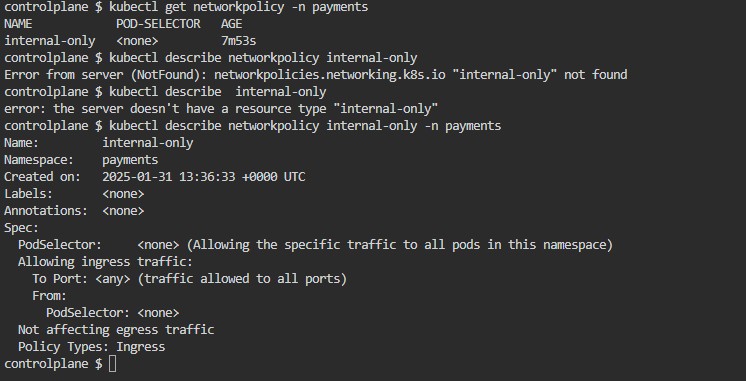 controlplane $ kubectl get networkpolicy -n payments
NAME            POD-SELECTOR   AGE
internal-only   <none>         7m53s
controlplane $ kubectl describe networkpolicy internal-only
Error from server (NotFound): networkpolicies.networking.k8s.io "internal-only" not found
controlplane $ kubectl describe  internal-only
error: the server doesn't have a resource type "internal-only"
controlplane $ kubectl describe networkpolicy internal-only -n payments
Name:         internal-only
Namespace:    payments
Created on:   2025-01-31 13:36:33 +0000 UTC
Labels:       <none>
Annotations:  <none>
Spec:
  PodSelector:     <none> (Allowing the specific traffic to all pods in this namespace)
  Allowing ingress traffic:
    To Port: <any> (traffic allowed to all ports)
    From:
      PodSelector: <none>
  Not affecting egress traffic
  Policy Types: Ingress
controlplane $